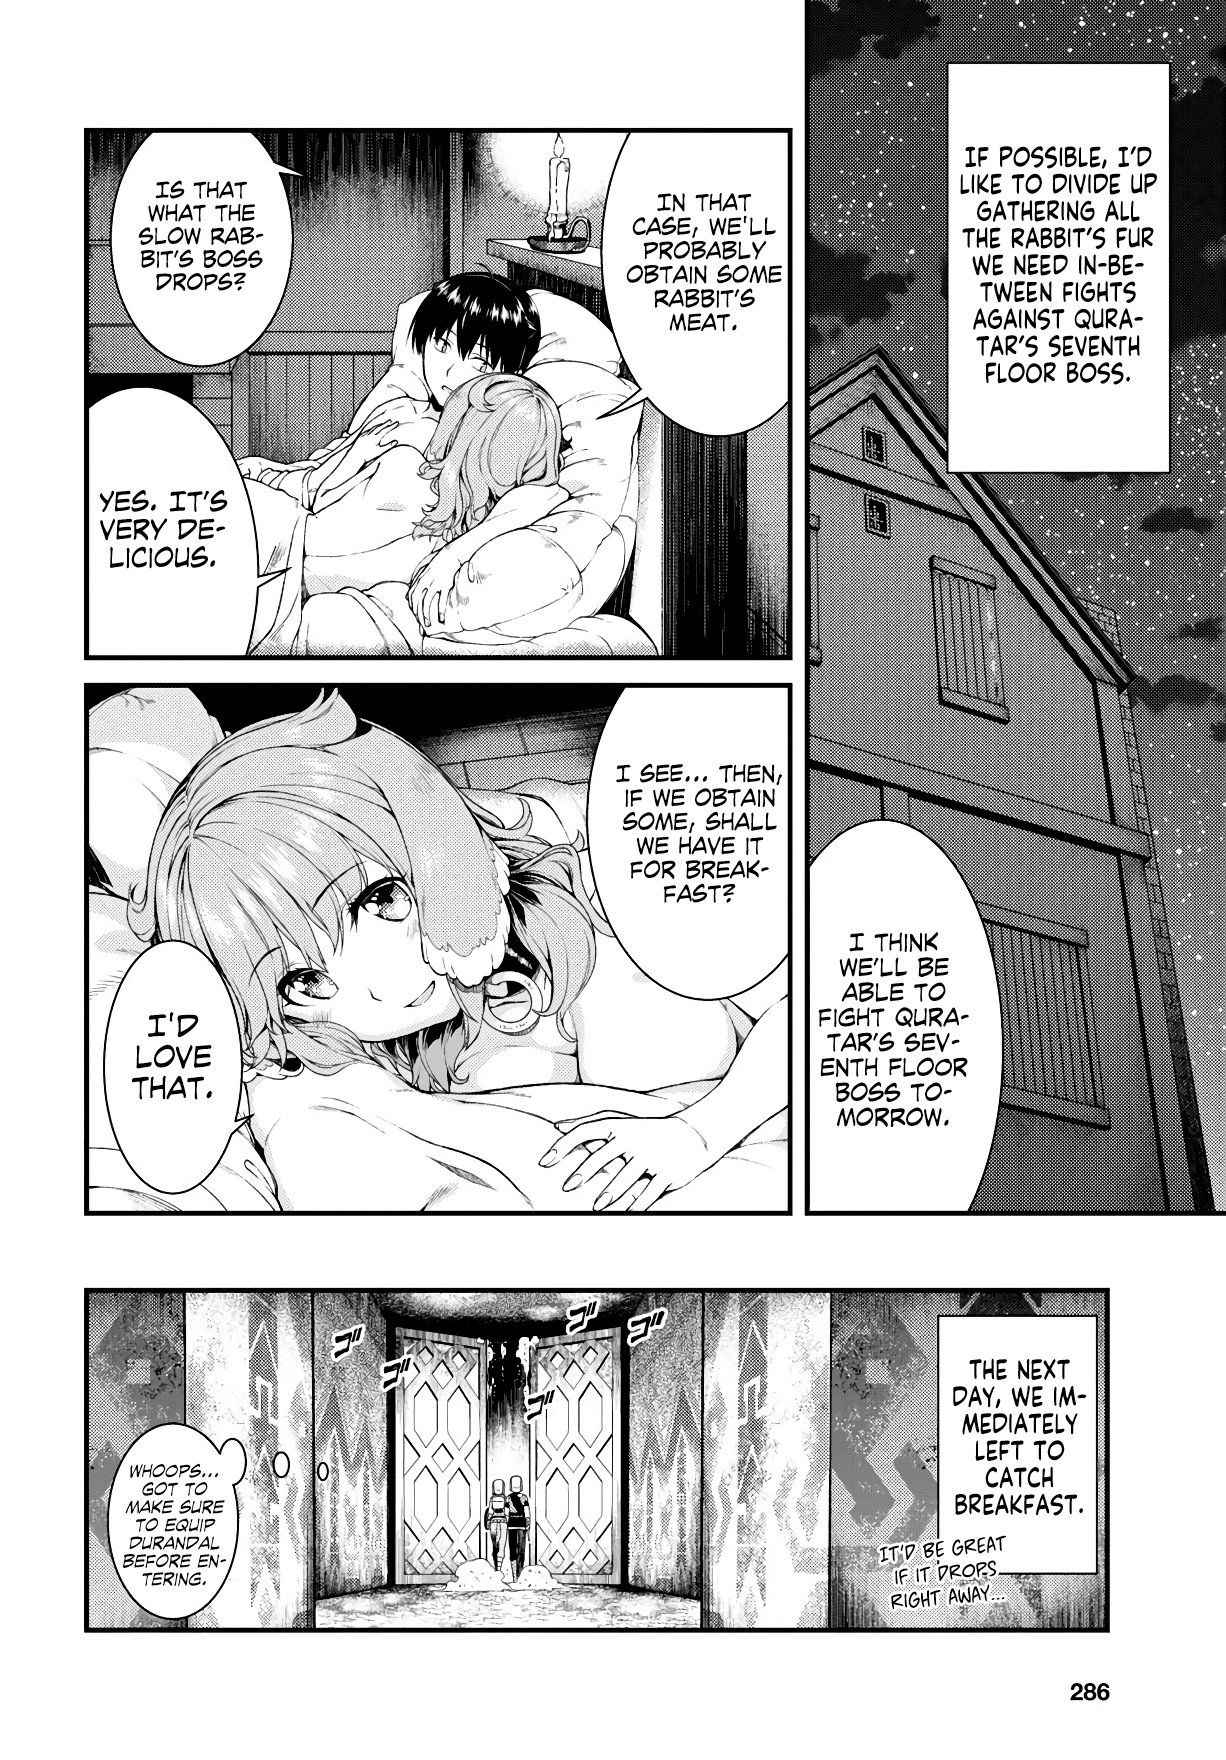 IF POSSIBLE, I'D
LIKE TO DIVIDE UP
GATHERING ALL
THE RABBIT'S FUR
WE NEED IN-BE-
TWEEN FIGHTS
AGAINST QURA-
TAR'S SEVENTH
FLOOR BOSS.
I THINK
WE'LL BE
ABLE TO
FIGHT QURA-
TAR'S SEV-
ENTH FLOOR
BOSS TO-
MORROW.
IN THAT
CASE, WE'LL
PROBABLY
OBTAIN SOME
RABBIT'S
MEAT.
IS THAT
WHAT THE
SLOW RAB-
BIT'S BOSS
DROPS?
YES. IT'S
VERY DE-
LICIOUS.
I SEE... THEN,
IF WE OBTAIN
SOME, SHALL
WE HAVE IT
FOR BREAK-
FAST?
I'D
LOVE
THAT.
THE NEXT
DAY, WE IM-
MEDIATELY
LEFT TO
CATCH
BREAKFAST.
IT'D BE GREAT
IF IT DROPS
RIGHT AWAY...
ゴ
ゴ
ゴ
ゴ
ゴ
WHOOPS...
GOT TO
MAKE SURE
TO EQUIP
DURANDAL
BEFORE EN-
TERING.
286